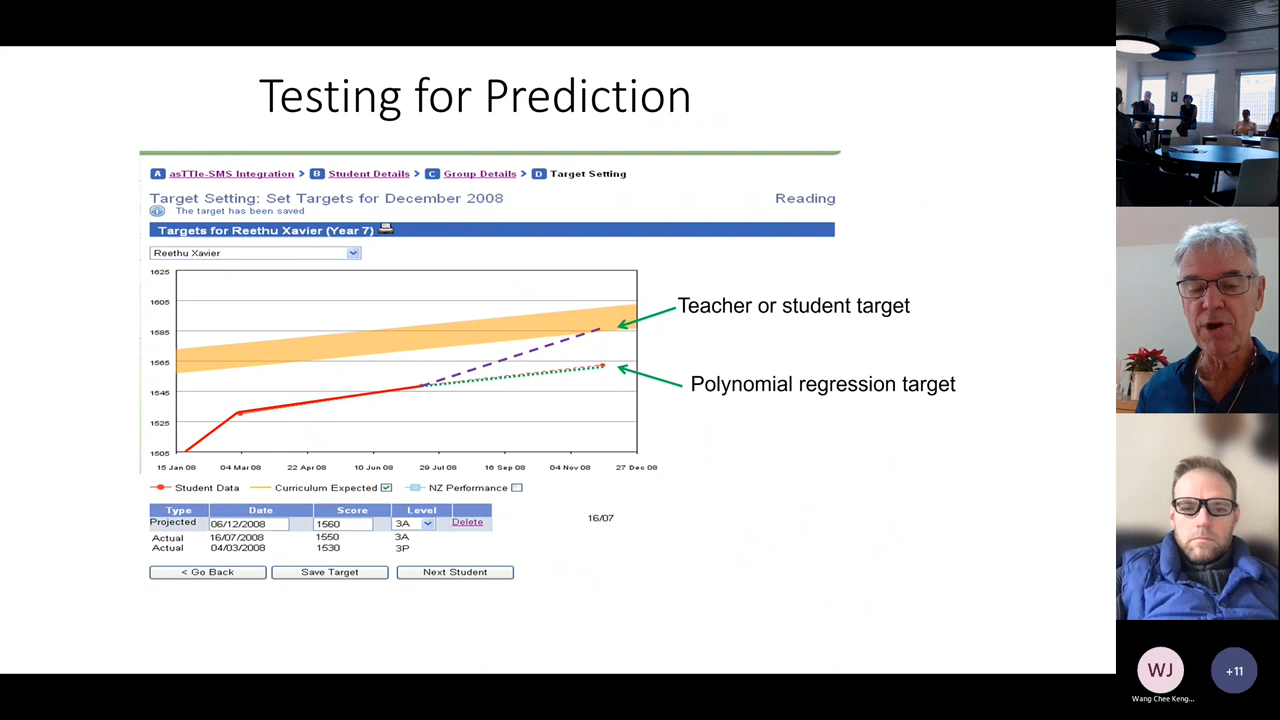 Testing for Prediction
A asTTle-SMS Integration > B Student Details > C Group Details > D Target Setting
Target Setting: Set Targets for December 2008 Reading
The target has been saved
Targets for Reethu Xavier (Year 7)
Reethu Xavier
1625
1605
1585
1565
1545
1525
1505
Teacher or student target
Polynomial regression target
15 Jan 08 04 Mar 08 22 Apr 08 10 Jun 08 29 Jul 08 16 Sep 08 04 Nov 08 27 Dec 08
Student Data Curriculum Expected NZ Performance
Type Date Score Level
Projected 06/12/2008 1560 3A Delete
Actual 16/07/2008 1550 3A
Actual 04/03/2008 1530 3P
16/07
< Go Back Save Target Next Student
WJ +11
Wang Chee Keng...